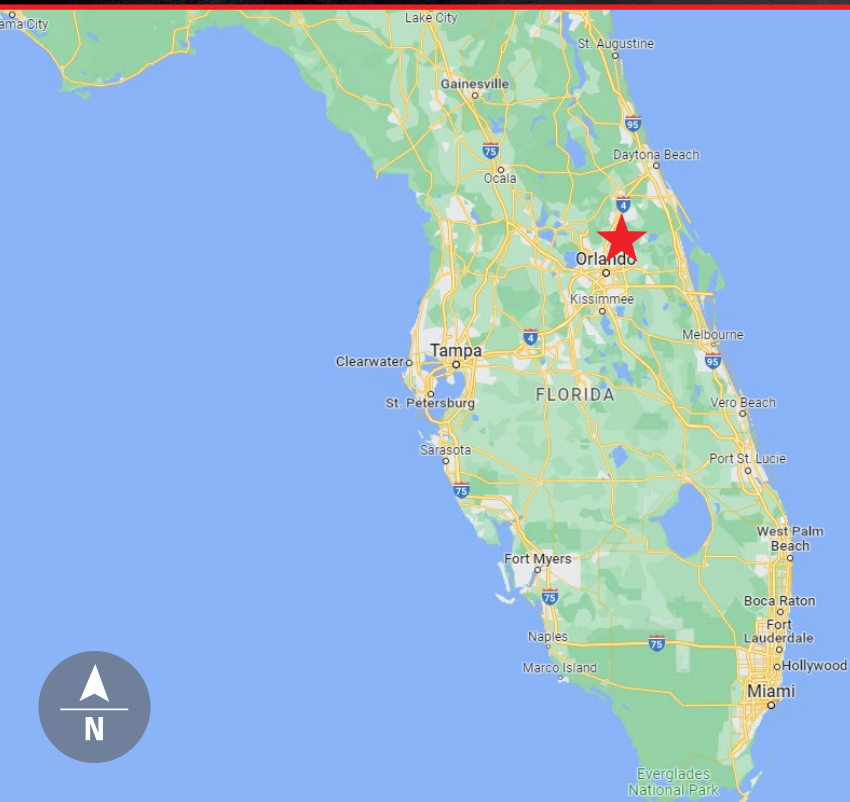 Lake City
ama City
St. Augustine
Gainesville
95
75
Daytona Beach
Ocala
4
Orlando
Kissimmee
4
Melbourne
Tampa
Clearwater
95
FLORIDA
St. Petersburg
Vero Beach
Sarasota
Port St. Lucie
75
West Palm
Beach
Fort Myers
75
Boca Raton
Fort
Lauderdale
Naples
75
Marco Island
Hollywood
Miami
N
Everglades
National Park